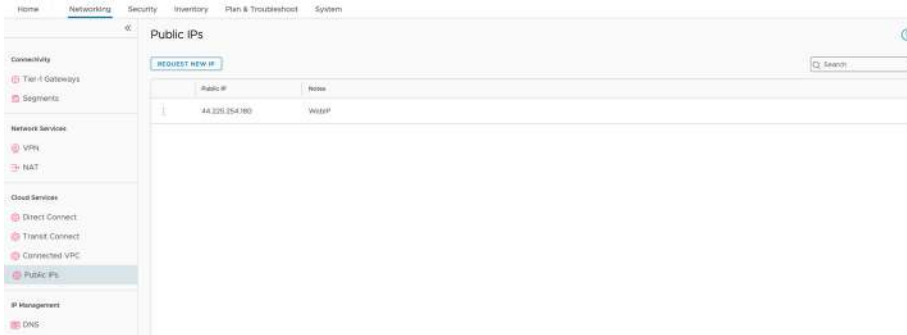 Home Networking Security Inventory Plan & Troubleshoot System
Public IPs
REQUEST NEW IP
Search
Public IP Notes
44.225.254.180 WebIP
Connectivity
Tier-1 Gateways
Segments
Network Services
VPN
NAT
Cloud Services
Direct Connect
Transit Connect
Connected VPC
Public IPs
IP Management
DNS